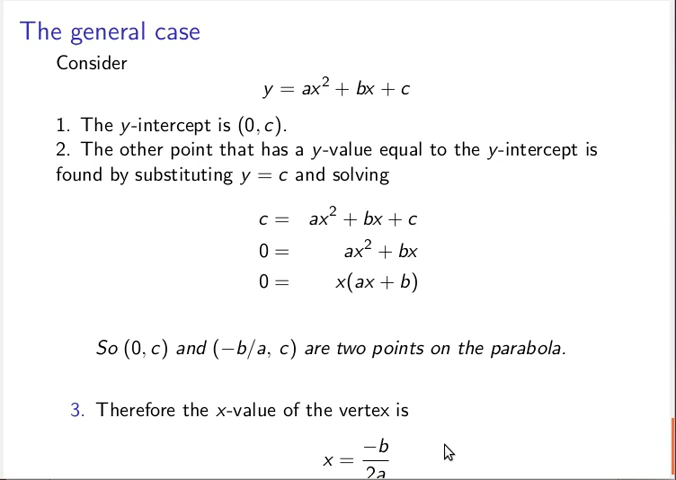 The general case
Consider
y = ax² + bx + c
1. The y-intercept is (0, c).
2. The other point that has a y-value equal to the y-intercept is
found by substituting y = c and solving
c = ax² + bx + c
0 = ax² + bx
0 = x(ax + b)
So (0, c) and (−b/a, c) are two points on the parabola.
3. Therefore the x-value of the vertex is
x = −b/2a